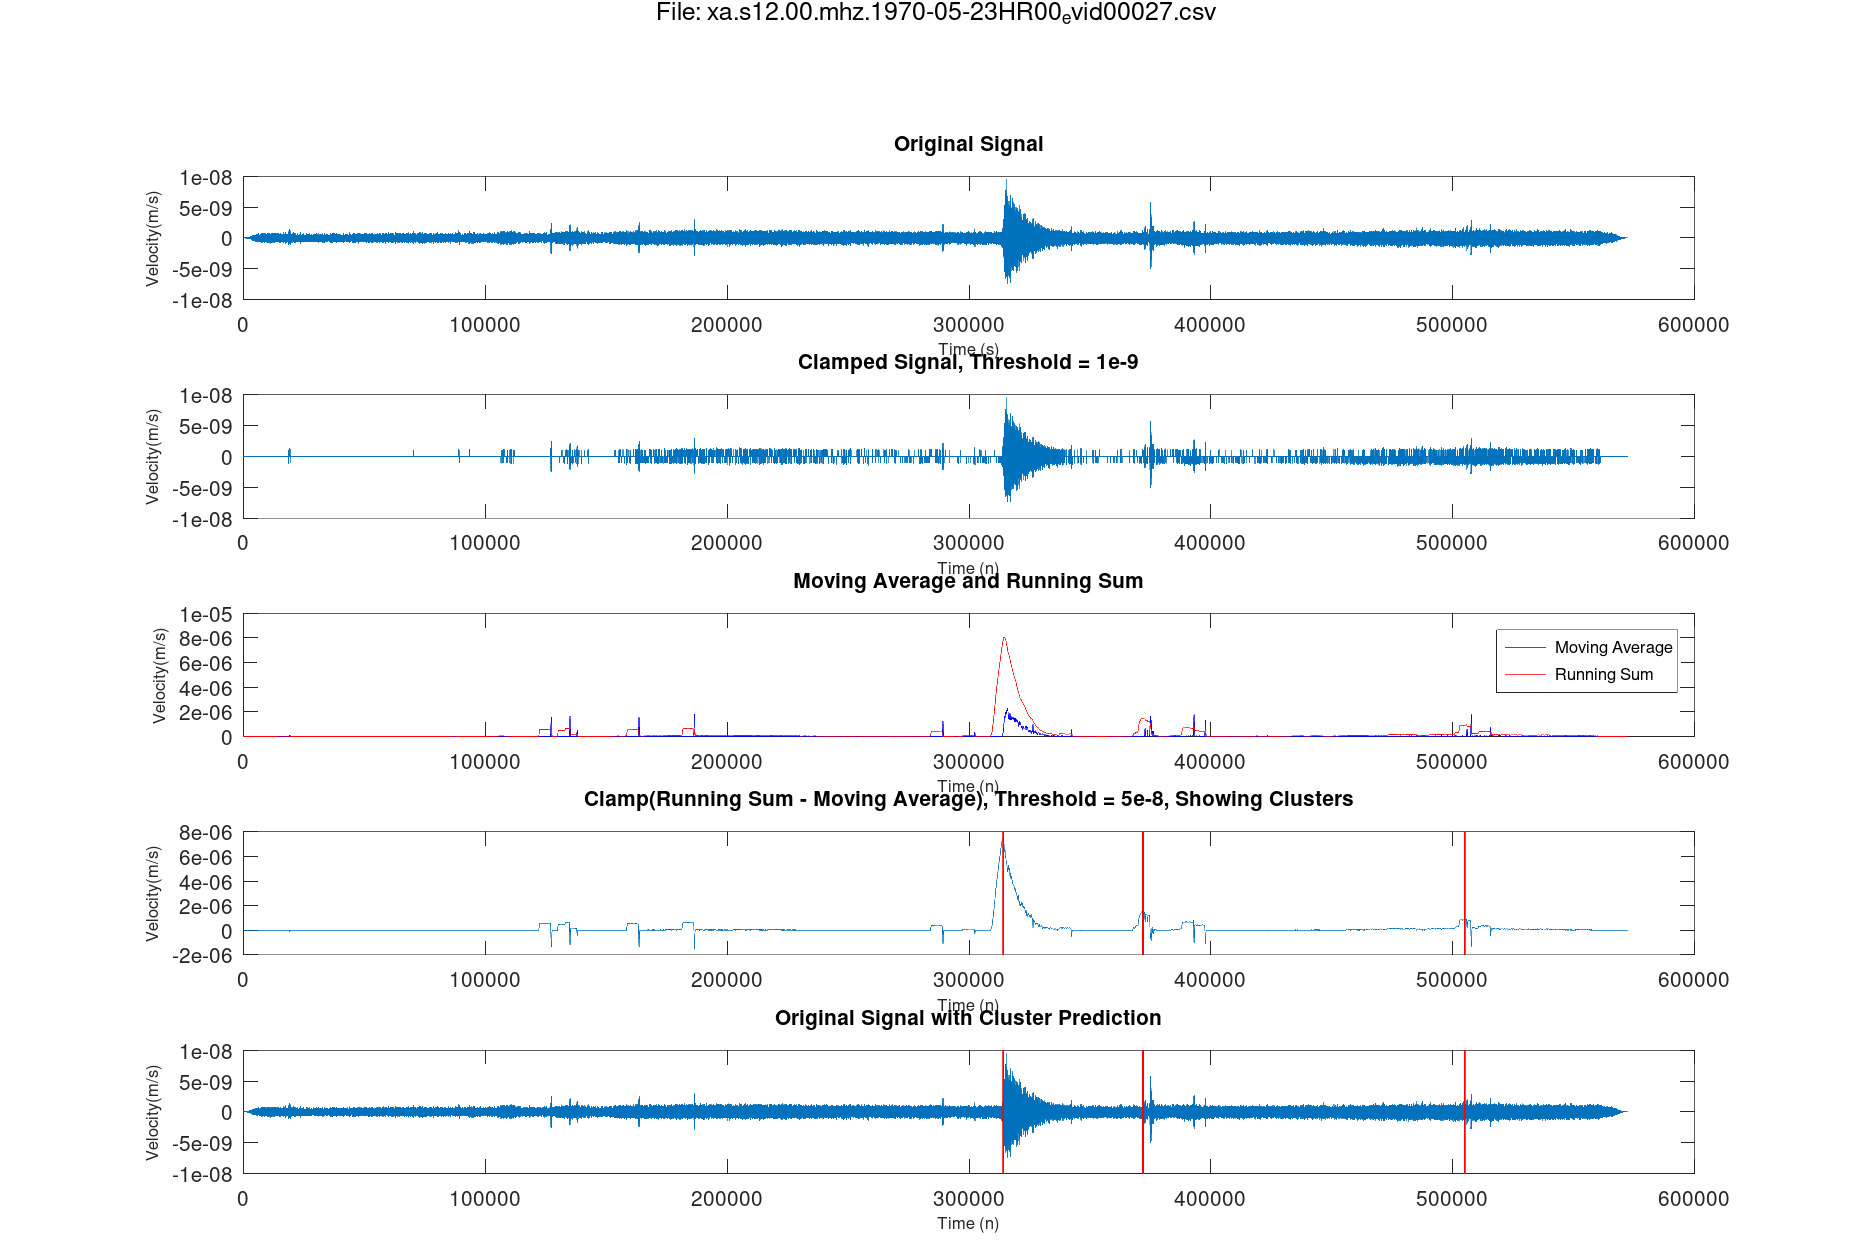 File: xa.s12.00.mhz.1970-05-23HR00evid00027.csv
Original Signal
Velocity(m/s)
1e-08
5e-09
0
-5e-09
-1e-08
0 100000 200000 300000 400000 500000 600000
Time (s)
Clamped Signal, Threshold = 1e-9
Velocity(m/s)
1e-08
5e-09
0
-5e-09
-1e-08
0 100000 200000 300000 400000 500000 600000
Time (n)
Moving Average and Running Sum
Velocity(m/s)
1e-05
8e-06
6e-06
4e-06
2e-06
0
Moving Average
Running Sum
0 100000 200000 300000 400000 500000 600000
Time (n)
Clamp(Running Sum - Moving Average), Threshold = 5e-8, Showing Clusters
Velocity(m/s)
8e-06
6e-06
4e-06
2e-06
0
-2e-06
0 100000 200000 300000 400000 500000 600000
Time (n)
Original Signal with Cluster Prediction
Velocity(m/s)
1e-08
5e-09
0
-5e-09
-1e-08
0 100000 200000 300000 400000 500000 600000
Time (n)